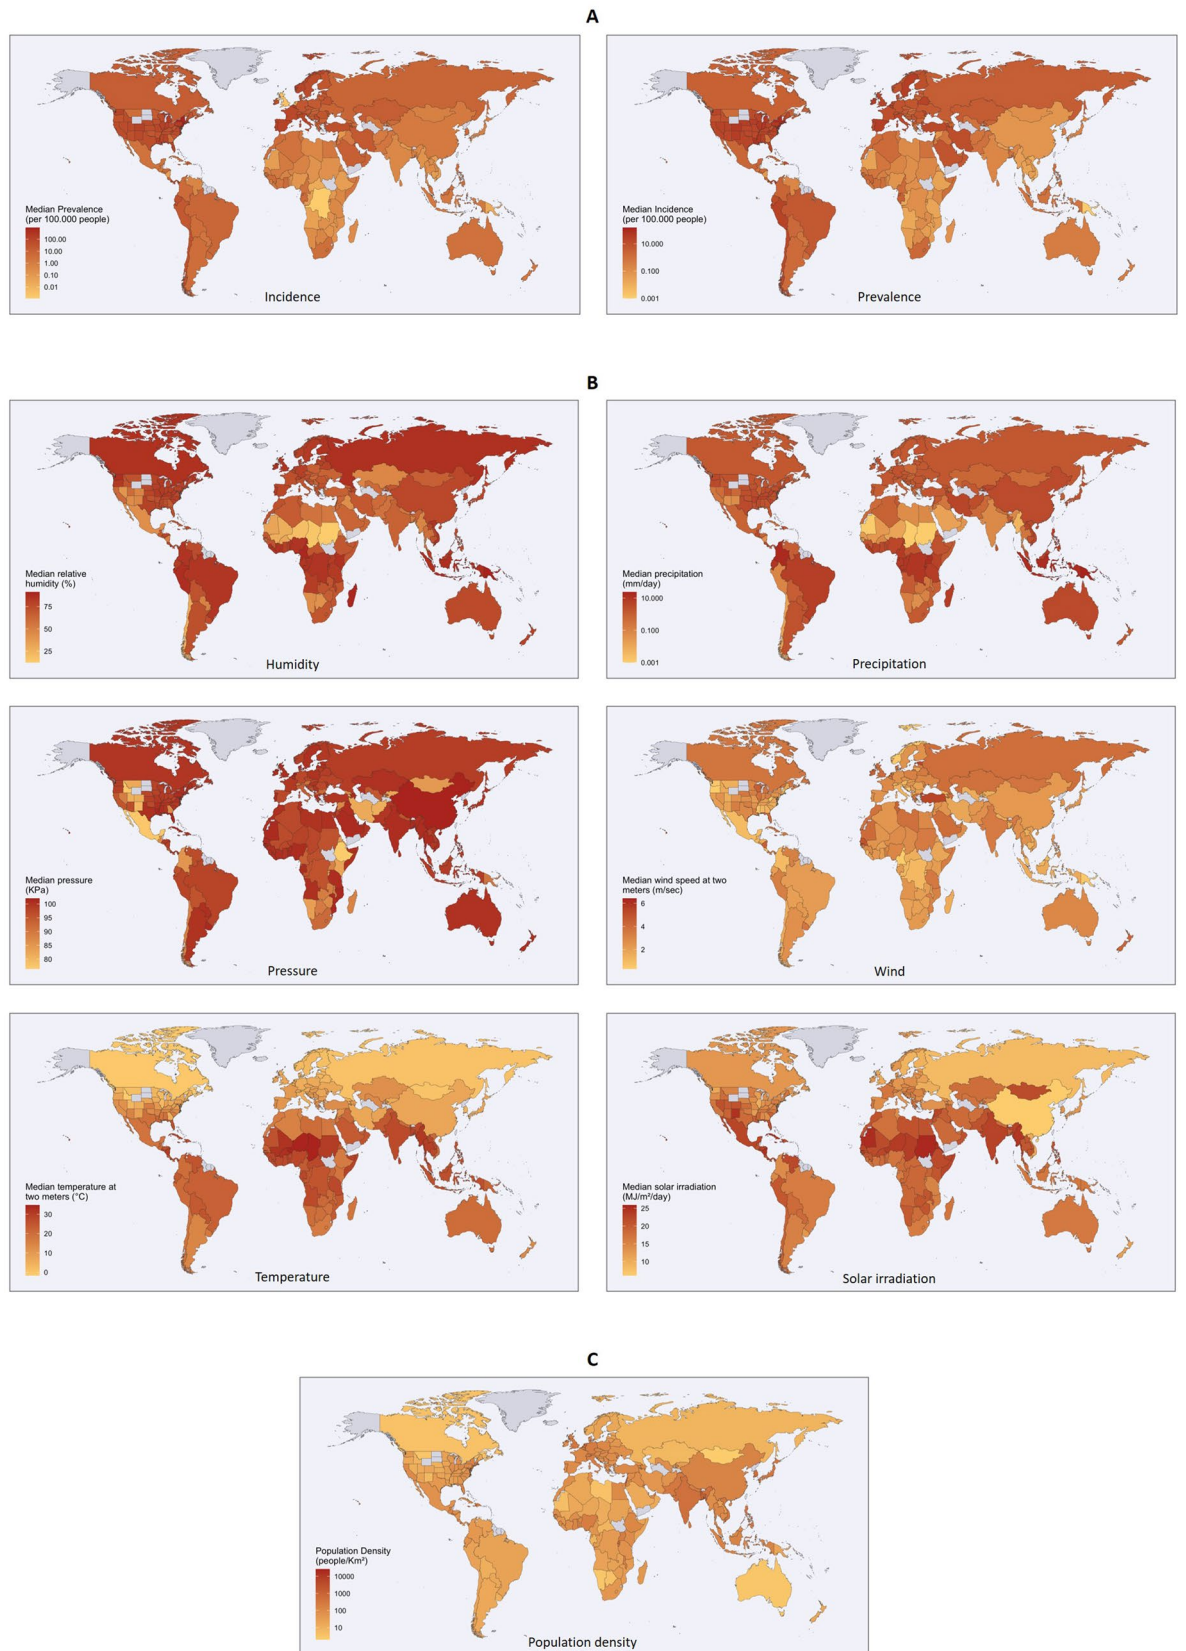 A
Median Prevalence
(per 100.000 people)
100.00
10.00
1.00
0.10
0.01
Incidence
Median Incidence
(per 100.000 people)
10.000
0.100
0.001
Prevalence
B
Median relative
humidity (%)
75
50
25
Humidity
Median precipitation
(mm/day)
10.000
0.100
0.001
Precipitation
Median pressure
(KPa)
100
95
90
85
80
Pressure
Median wind speed at two
meters (m/sec)
6
4
2
Wind
Median temperature at
two meters (°C)
30
20
10
0
Temperature
Median solar irradiation
(MJ/m²/day)
25
20
15
10
Solar irradiation
C
Population Density
(people/Km²)
10000
1000
100
10
Population density